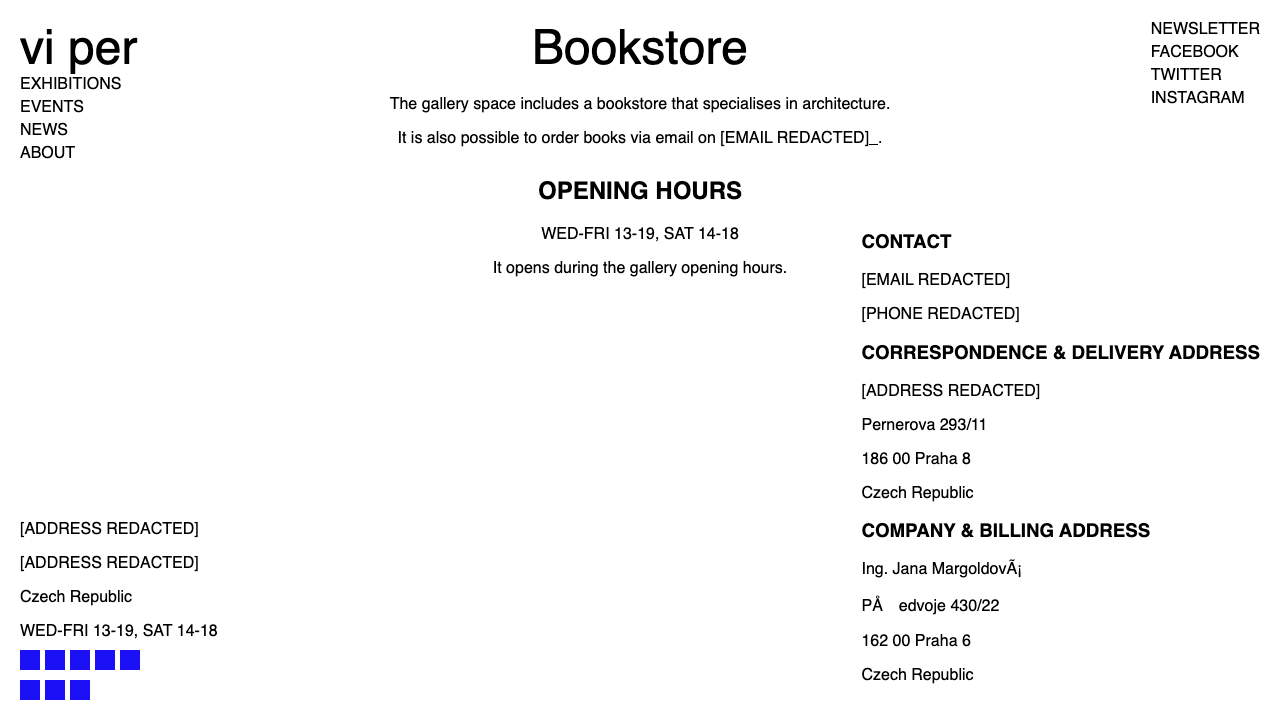 vi per
EXHIBITIONS
EVENTS
NEWS
ABOUT
Bookstore
The gallery space includes a bookstore that specialises in architecture.
It is also possible to order books via email on [EMAIL REDACTED]_.
OPENING HOURS
WED-FRI 13-19, SAT 14-18
It opens during the gallery opening hours.
NEWSLETTER
FACEBOOK
TWITTER
INSTAGRAM
CONTACT
[EMAIL REDACTED]
[PHONE REDACTED]
CORRESPONDENCE & DELIVERY ADDRESS
[ADDRESS REDACTED]
Pernerova 293/11
186 00 Praha 8
Czech Republic
COMPANY & BILLING ADDRESS
Ing. Jana MargoldovÃ¡
PÅ edvoje 430/22
162 00 Praha 6
Czech Republic
[ADDRESS REDACTED]
[ADDRESS REDACTED]
Czech Republic
WED-FRI 13-19, SAT 14-18